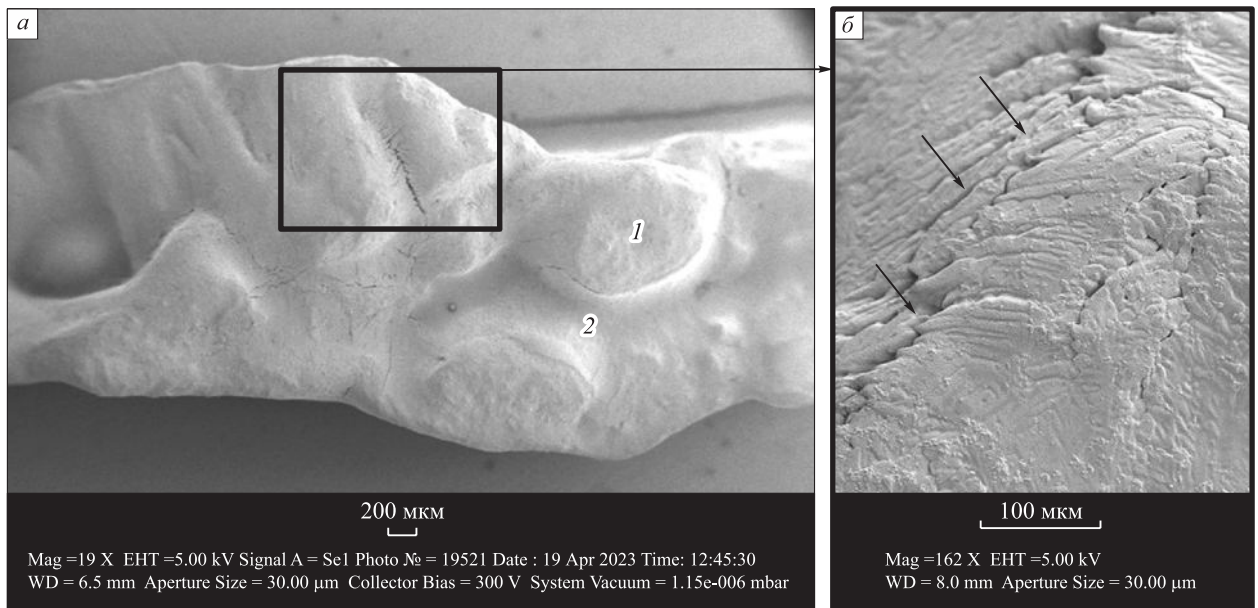 а
1
2
200 мкм
Mag =19 X EHT =5.00 kV Signal A = Se1 Photo № = 19521 Date : 19 Apr 2023 Time: 12:45:30
WD = 6.5 mm Aperture Size = 30.00 µm Collector Bias = 300 V System Vacuum = 1.15e-006 mbar
б
100 мкм
Mag =162 X EHT =5.00 kV
WD = 8.0 mm Aperture Size = 30.00 µm